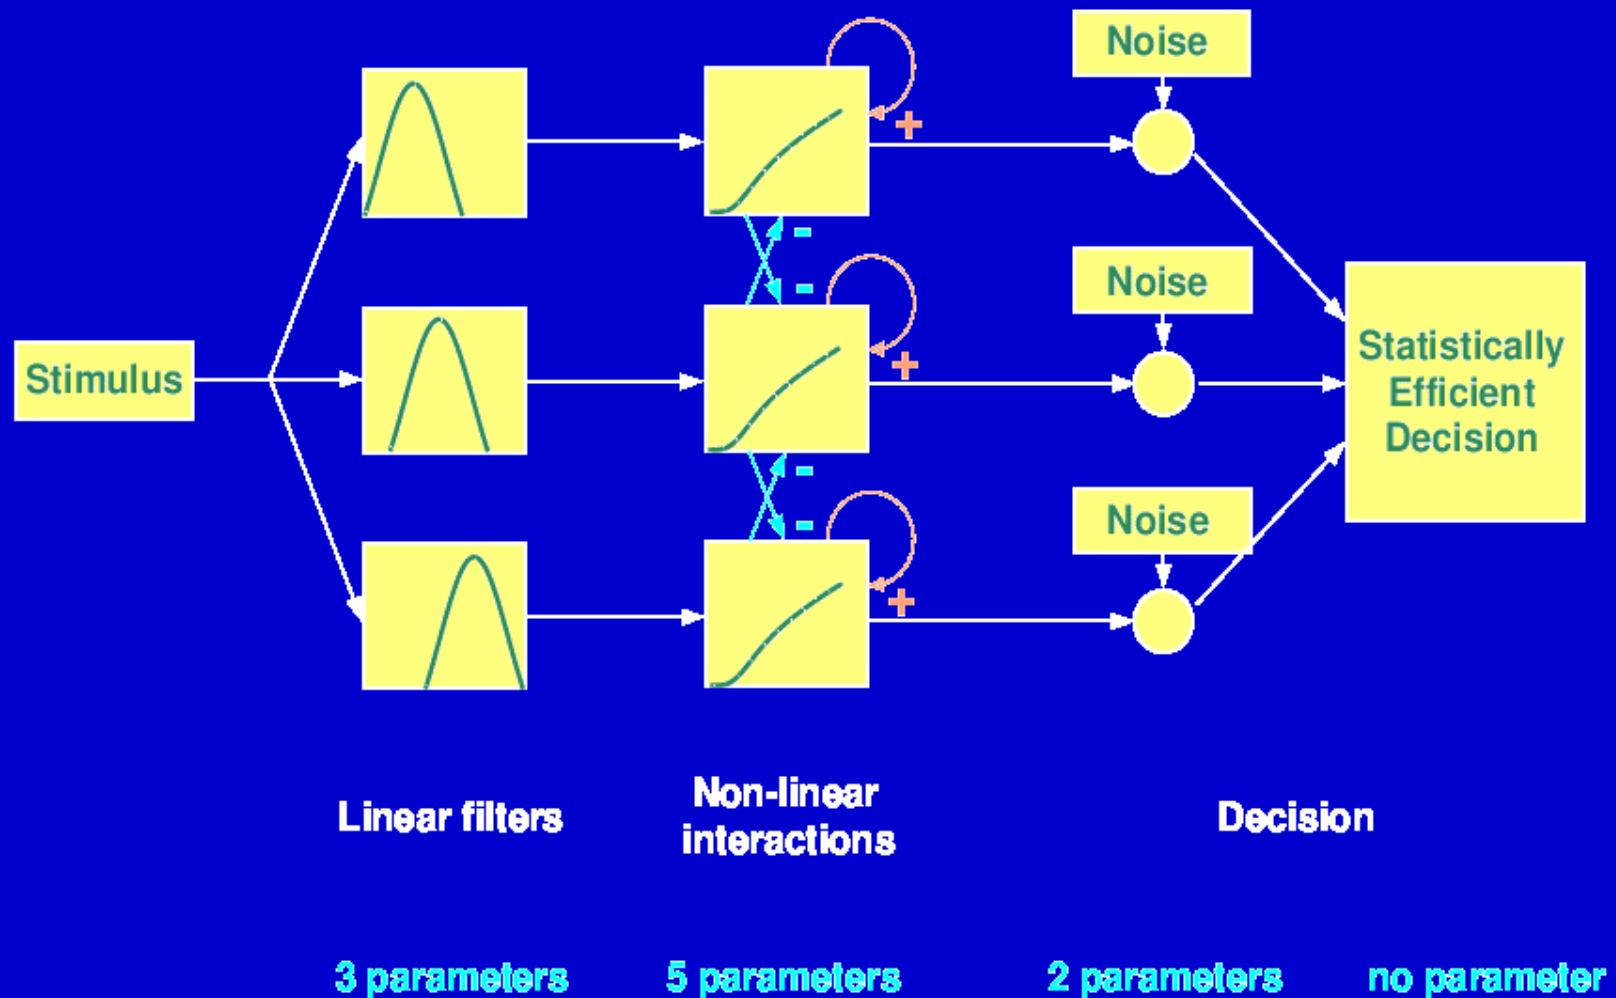 Noise
+
-
Noise
-
+
Stimulus
Statistically
Efficient
Decision
-
Noise
-
+
Linear filters
Non-linear
interactions
Decision
3 parameters
5 parameters
2 parameters
no parameter